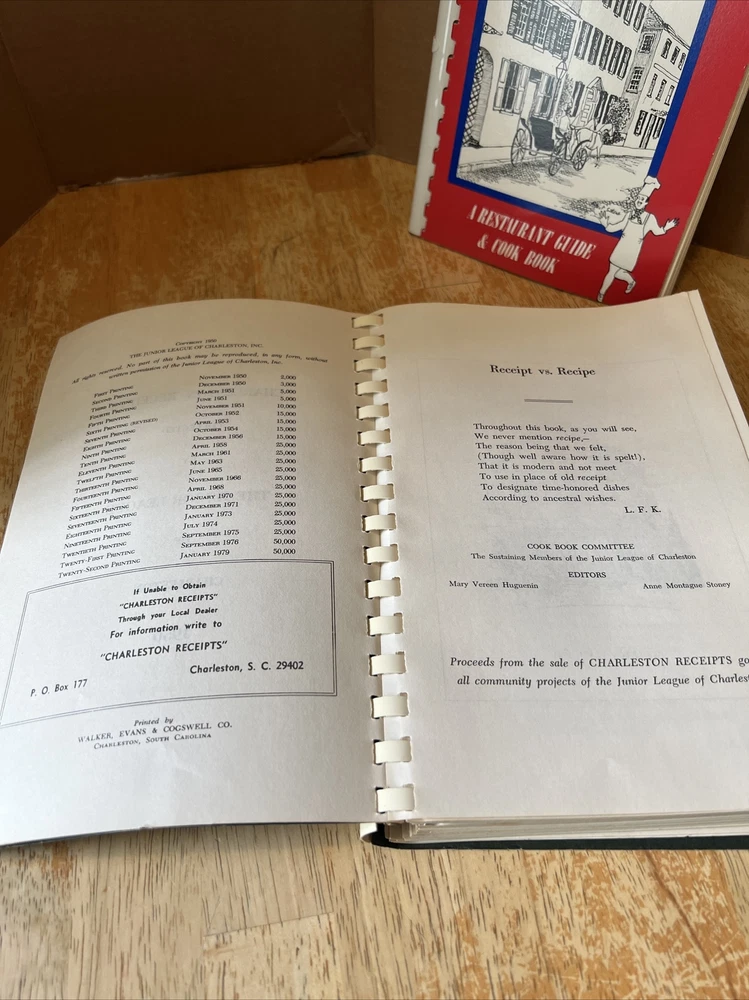 COPYRIGHT 1950
THE JUNIOR LEAGUE OF CHARLESTON, INC.
All rights reserved. No part of this book may be reproduced, in any form, without
written permission of the Junior League of Charleston, Inc.
FIRST PRINTING NOVEMBER 1950 2,000
SECOND PRINTING DECEMBER 1950 3,000
THIRD PRINTING MARCH 1951 5,000
FOURTH PRINTING JUNE 1951 5,000
FIFTH PRINTING NOVEMBER 1951 10,000
SIXTH PRINTING (REVISED) OCTOBER 1952 15,000
SEVENTH PRINTING APRIL 1953 15,000
EIGHTH PRINTING OCTOBER 1954 15,000
NINTH PRINTING DECEMBER 1956 15,000
TENTH PRINTING APRIL 1958 25,000
ELEVENTH PRINTING MARCH 1961 25,000
TWELFTH PRINTING MAY 1963 25,000
THIRTEENTH PRINTING JUNE 1965 25,000
FOURTEENTH PRINTING NOVEMBER 1966 25,000
FIFTEENTH PRINTING APRIL 1968 25,000
SIXTEENTH PRINTING JANUARY 1970 25,000
SEVENTEENTH PRINTING DECEMBER 1971 25,000
EIGHTEENTH PRINTING JANUARY 1973 25,000
NINETEENTH PRINTING JULY 1974 25,000
TWENTIETH PRINTING SEPTEMBER 1975 25,000
TWENTY-FIRST PRINTING SEPTEMBER 1976 50,000
TWENTY-SECOND PRINTING JANUARY 1979 50,000
If Unable to Obtain
"CHARLESTON RECEIPTS"
Through your Local Dealer
For information write to
"CHARLESTON RECEIPTS"
P. O. Box 177 Charleston, S. C. 29402
Printed by
WALKER, EVANS & COGSWELL CO.
CHARLESTON, SOUTH CAROLINA
Receipt vs. Recipe
Throughout this book, as you will see,
We never mention recipe,—
The reason being that we felt,
(Though well aware how it is spelt!),
That it is modern and not meet
To use in place of old receipt
To designate time-honored dishes
According to ancestral wishes.
L. F. K.
COOK BOOK COMMITTEE
The Sustaining Members of the Junior League of Charleston
EDITORS
Mary Vereen Huguenin Anne Montague Stoney
Proceeds from the sale of CHARLESTON RECEIPTS go
all community projects of the Junior League of Charles
A RESTAURANT GUIDE
& COOK BOOK